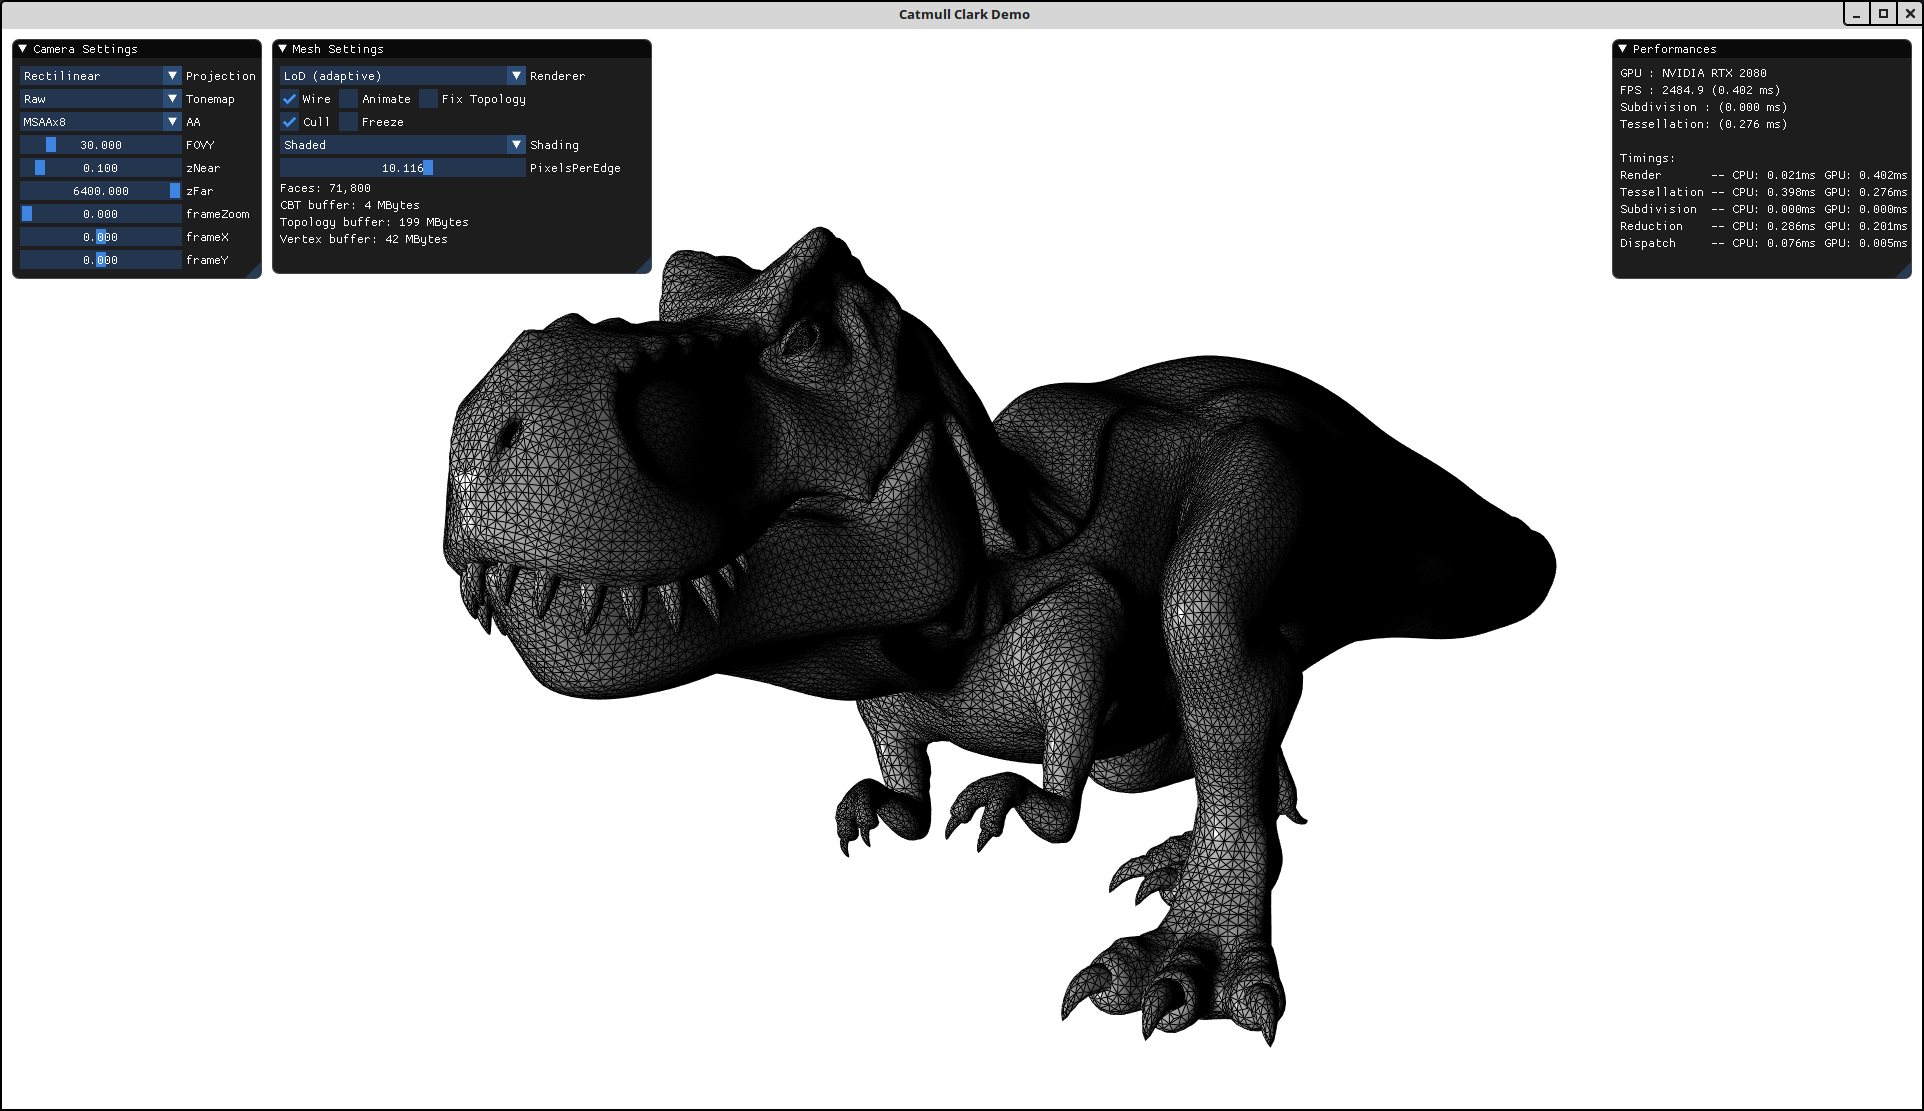 Catmull Clark Demo
Camera Settings
Rectilinear Projection
Raw Tonemap
MSAAx8 AA
30.000 FOVY
0.100 zNear
6400.000 zFar
0.000 frameZoom
0.000 frameX
0.000 frameY
Mesh Settings
LoD (adaptive) Renderer
Wire Animate Fix Topology
Cull Freeze
Shaded Shading
10.116 PixelsPerEdge
Faces: 71,800
CBT buffer: 4 MBytes
Topology buffer: 199 MBytes
Vertex buffer: 42 MBytes
Performances
GPU : NVIDIA RTX 2080
FPS : 2484.9 (0.402 ms)
Subdivision : (0.000 ms)
Tessellation: (0.276 ms)
Timings:
Render -- CPU: 0.021ms GPU: 0.402ms
Tessellation -- CPU: 0.398ms GPU: 0.276ms
Subdivision -- CPU: 0.000ms GPU: 0.000ms
Reduction -- CPU: 0.286ms GPU: 0.201ms
Dispatch -- CPU: 0.076ms GPU: 0.005ms